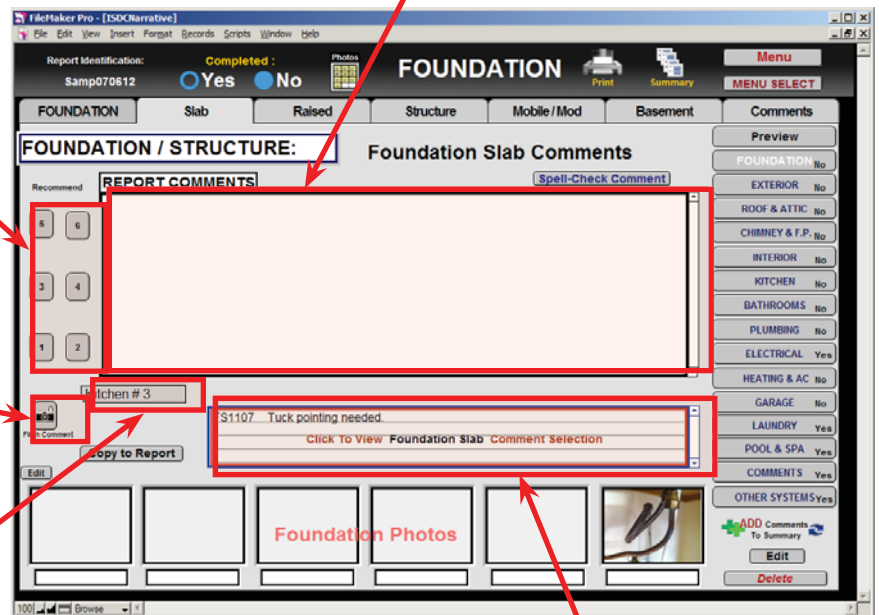 FileMaker Pro - [ISDCNarrative]
File Edit View Insert Format Records Scripts Window Help
Report Identification:
Samp070612
Completed :
Yes No
Photos
FOUNDATION
Print
Summary
Menu
MENU SELECT
FOUNDATION Slab Raised Structure Mobile / Mod Basement Comments
FOUNDATION / STRUCTURE:
Foundation Slab Comments
Recommend
REPORT COMMENTS
Spell-Check Comment
5 6
3 4
1 2
Kitchen # 3
Flash Comment
FS1107 Tuck pointing needed.
Click To View Foundation Slab Comment Selection
Copy to Report
Edit
Foundation Photos
Preview
FOUNDATION No
EXTERIOR No
ROOF & ATTIC No
CHIMNEY & F.P. No
INTERIOR No
KITCHEN No
BATHROOMS No
PLUMBING No
ELECTRICAL Yes
HEATING & AC No
GARAGE No
LAUNDRY Yes
POOL & SPA Yes
COMMENTS Yes
OTHER SYSTEMS Yes
ADD Comments
To Summary
Edit
Delete
100 Browse